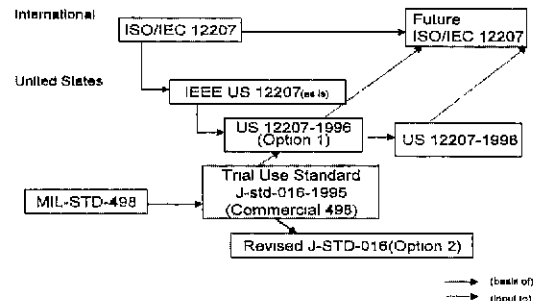 International
ISO/IEC 12207
Future
ISO/IEC 12207
United States
IEEE US 12207(as is)
US 12207-1996
(Option 1)
US 12207-1998
Trial Use Standard
J-std-016-1995
(Commercial 498)
MIL-STD-498
Revised J-STD-016(Option 2)
(basis of)
(input to)